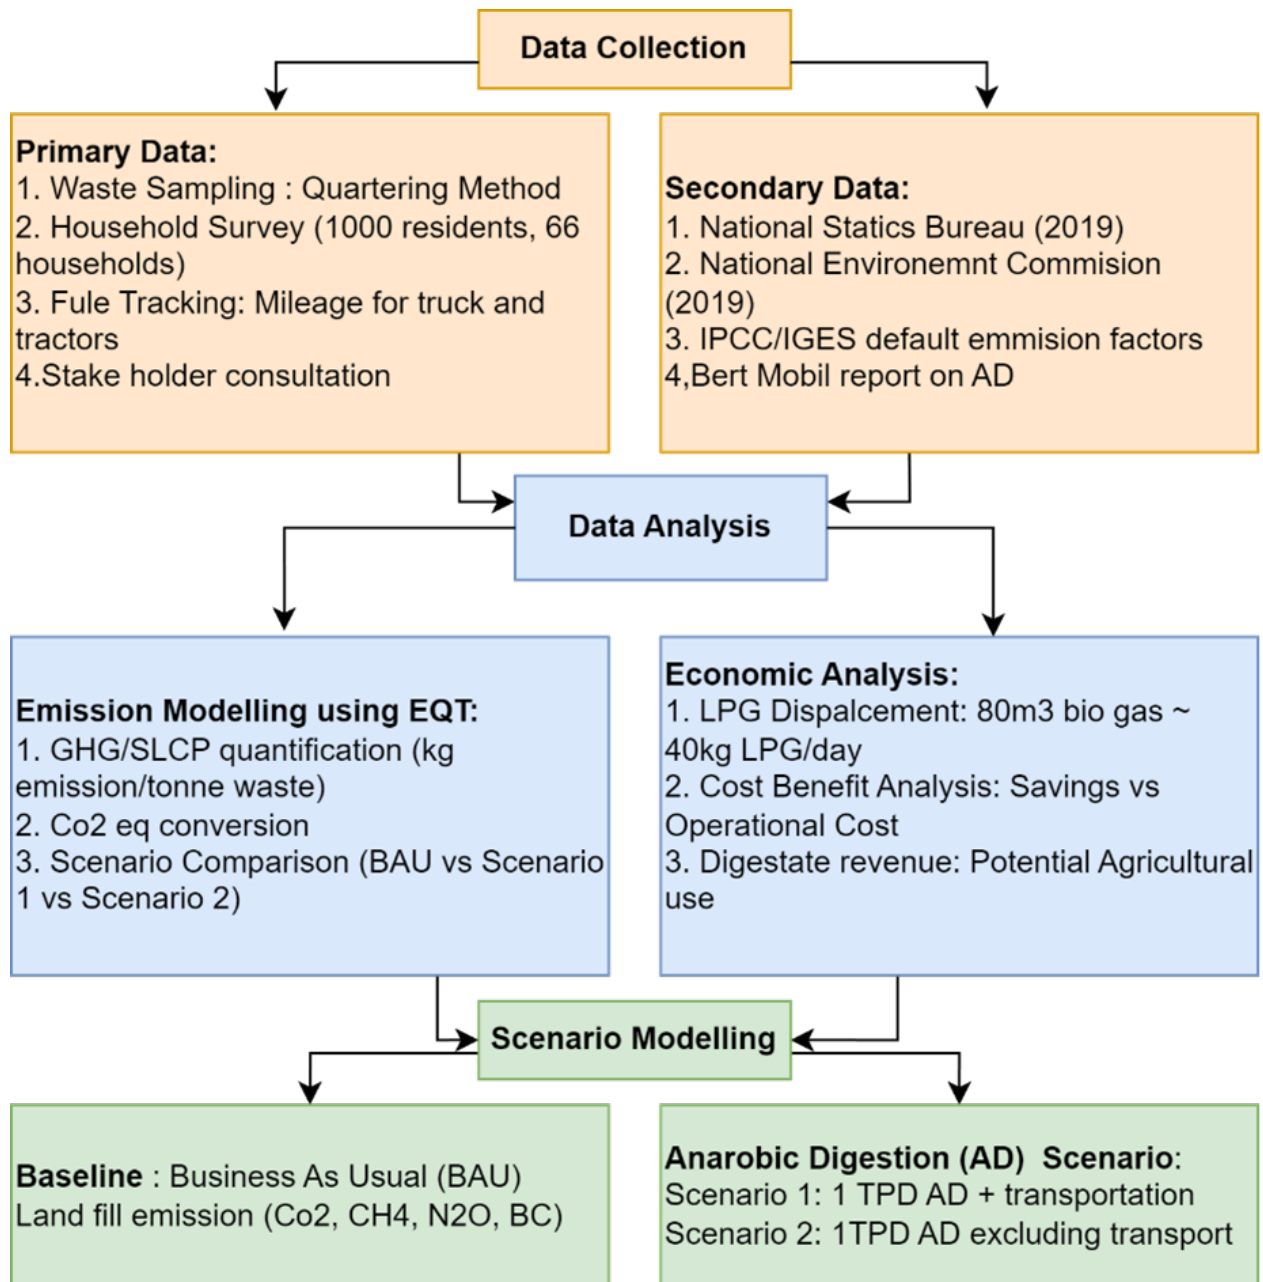 Data Collection
Primary Data:
1. Waste Sampling : Quartering Method
2. Household Survey (1000 residents, 66
households)
3. Fule Tracking: Mileage for truck and
tractors
4.Stake holder consultation
Secondary Data:
1. National Statics Bureau (2019)
2. National Environemnt Commision
(2019)
3. IPCC/IGES default emmision factors
4,Bert Mobil report on AD
Data Analysis
Emission Modelling using EQT:
1. GHG/SLCP quantification (kg
emission/tonne waste)
2. Co2 eq conversion
3. Scenario Comparison (BAU vs Scenario
1 vs Scenario 2)
Economic Analysis:
1. LPG Dispalcement: 80m3 bio gas ~
40kg LPG/day
2. Cost Benefit Analysis: Savings vs
Operational Cost
3. Digestate revenue: Potential Agricultural
use
Scenario Modelling
Baseline : Business As Usual (BAU)
Land fill emission (Co2, CH4, N2O, BC)
Anarobic Digestion (AD)  Scenario:
Scenario 1: 1 TPD AD + transportation
Scenario 2: 1TPD AD excluding transport